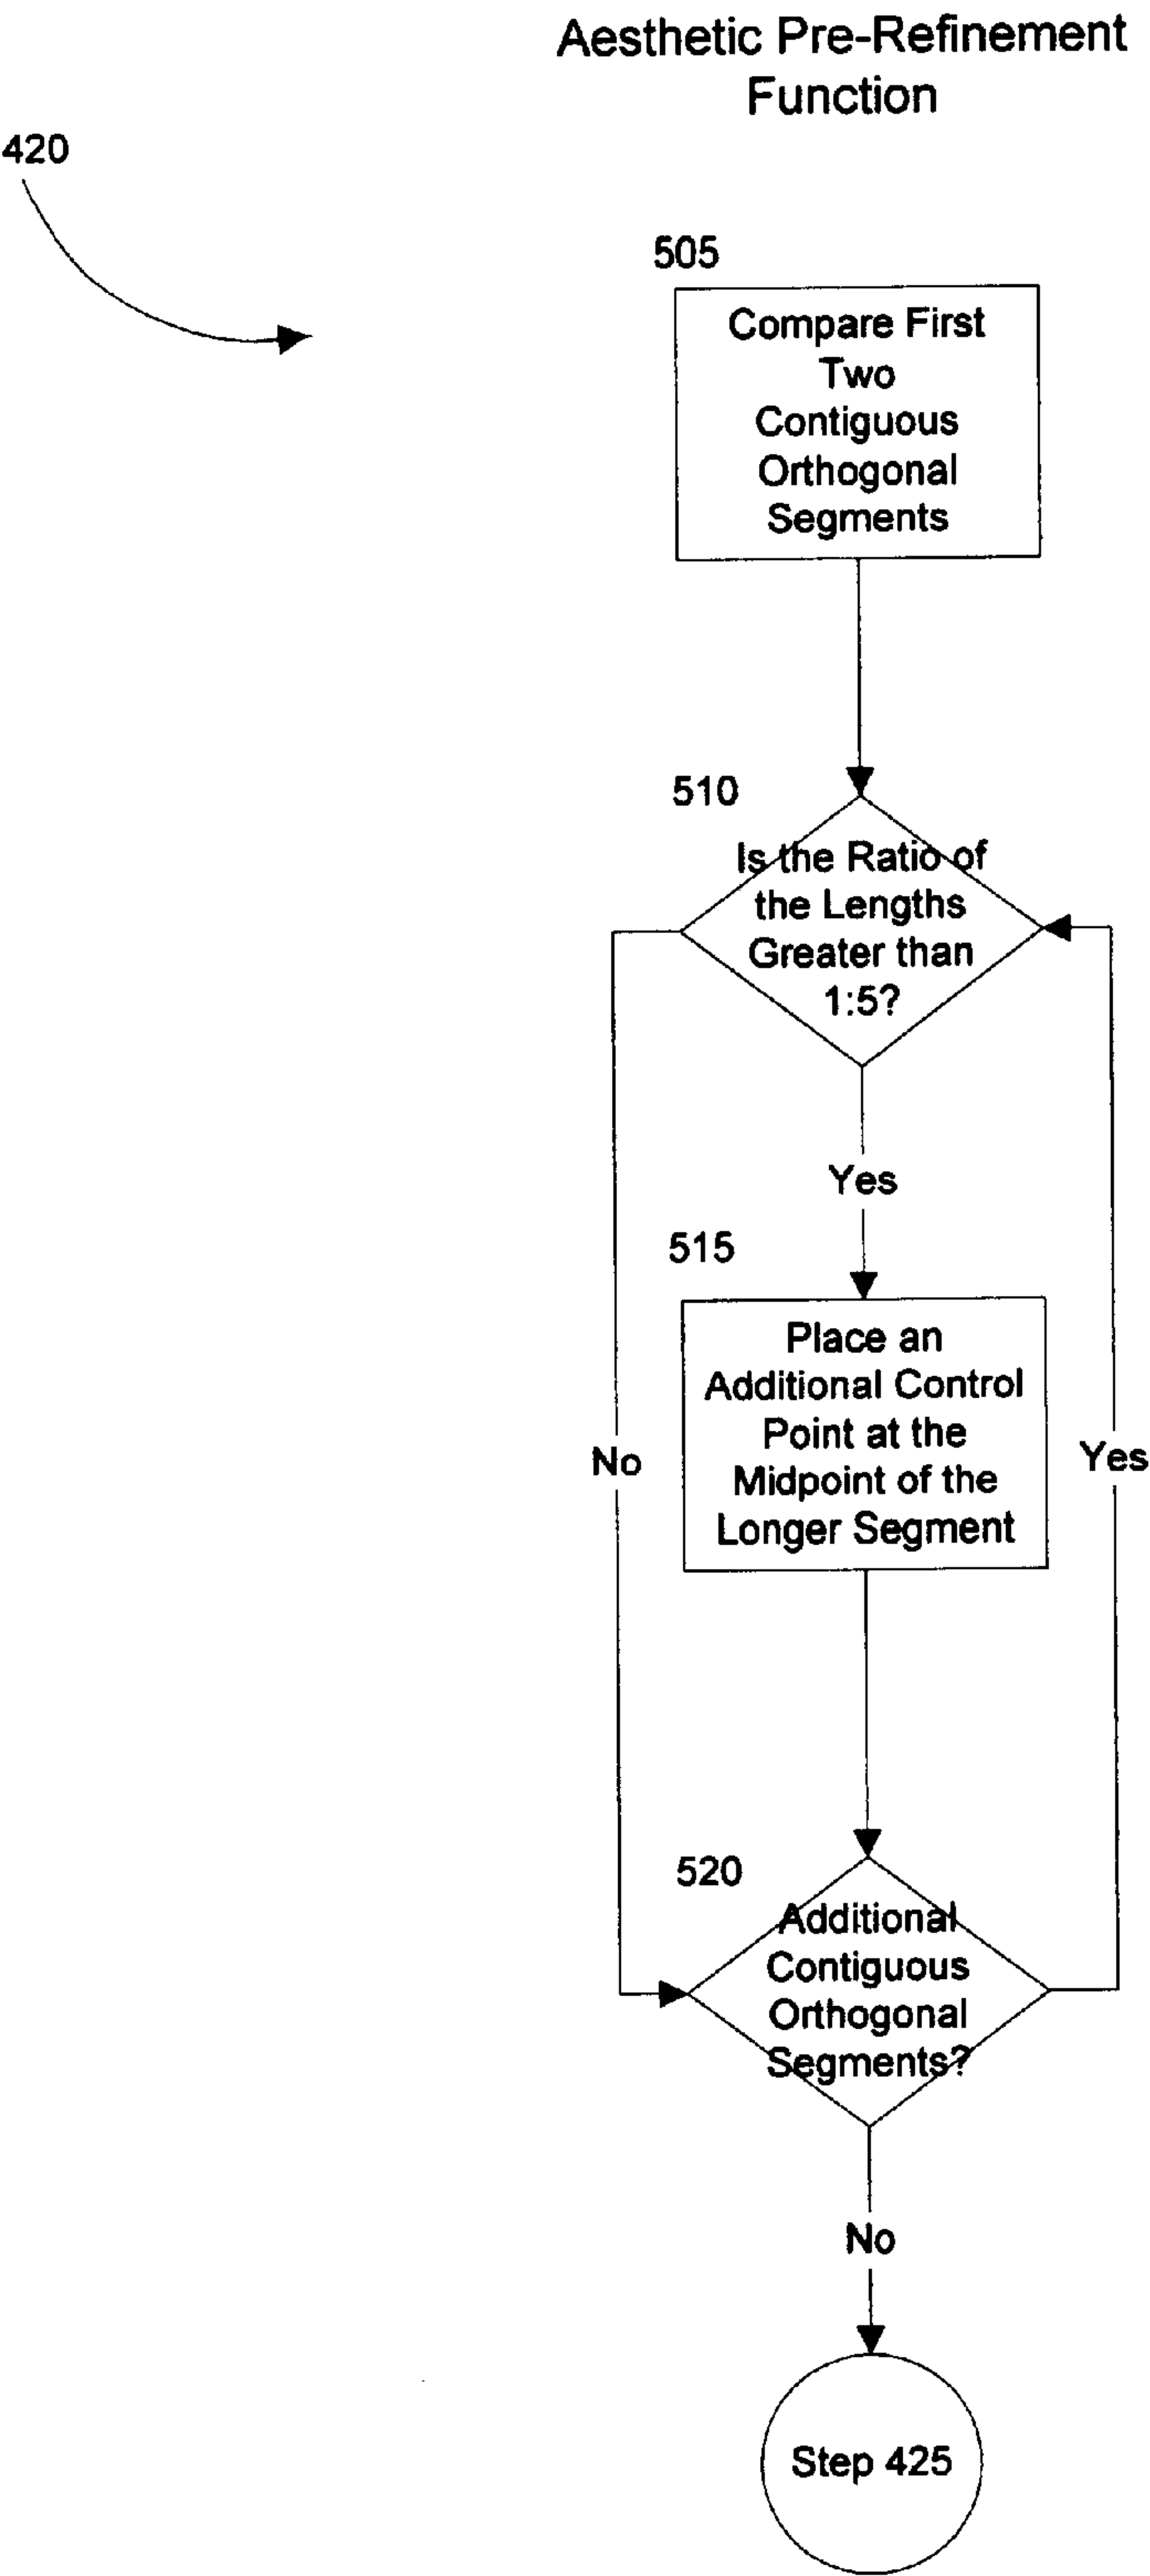 Aesthetic Pre-Refinement
Function
420
505
Compare First
Two
Contiguous
Orthogonal
Segments
510
Is the Ratio of
the Lengths
Greater than
1:5?
Yes
515
Place an
Additional Control
Point at the
Midpoint of the
Longer Segment
No
Yes
520
Additional
Contiguous
Orthogonal
Segments?
No
Step 425